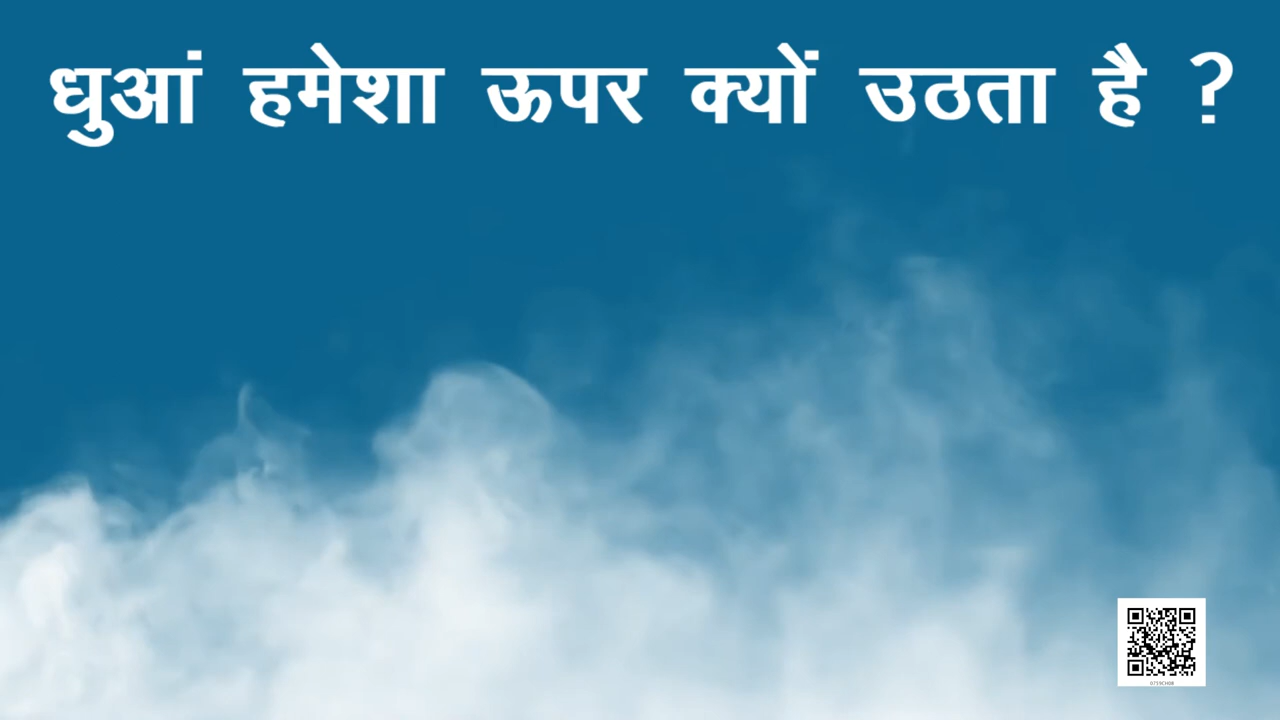 धुआं हमेशा ऊपर क्यों उठता है ?